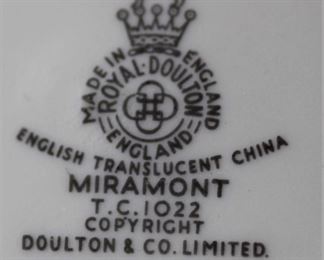 MADE IN ENGLAND
ROYAL·DOULTON
ENGLAND
ENGLISH TRANSLUCENT CHINA
MIRAMONT
T.C.1022
COPYRIGHT
DOULTON & CO. LIMITED.